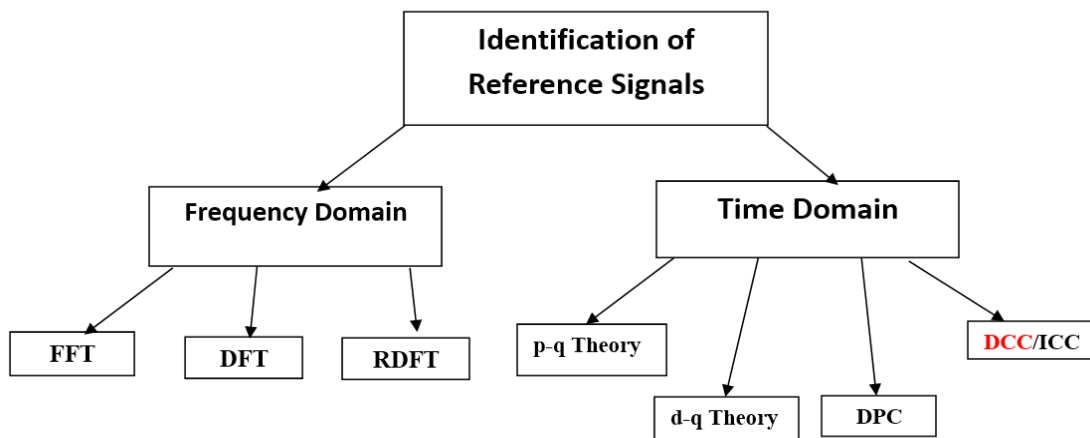 Identification of
Reference Signals
Frequency Domain
Time Domain
FFT
DFT
RDFT
p-q Theory
d-q Theory
DPC
DCC/ICC